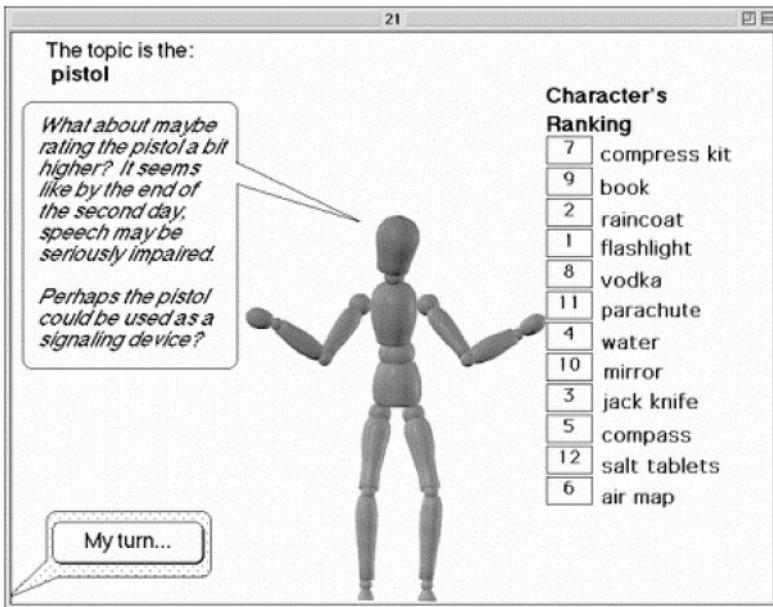 21
The topic is the:
pistol
What about maybe
rating the pistol a bit
higher? It seems
like by the end of
the second day,
speech may be
seriously impaired.
Perhaps the pistol
could be used as a
signaling device?
My turn...
Character's
Ranking
7 compress kit
9 book
2 raincoat
1 flashlight
8 vodka
11 parachute
4 water
10 mirror
3 jack knife
5 compass
12 salt tablets
6 air map